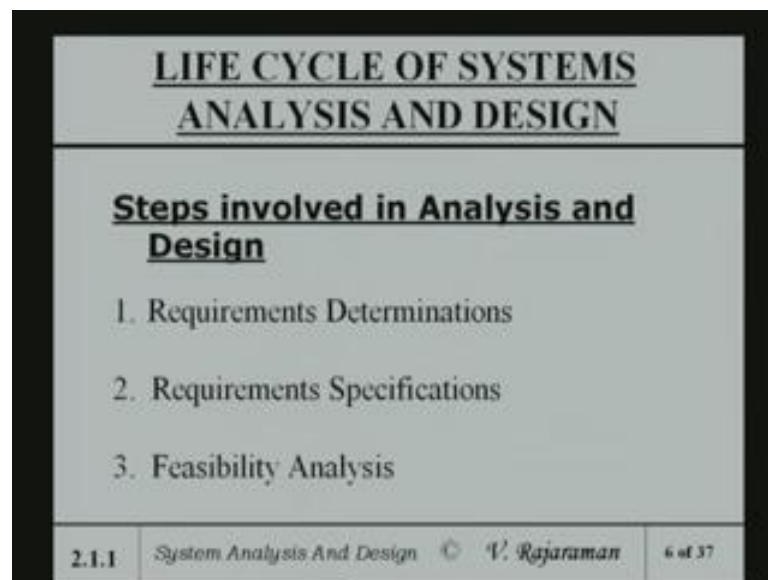 LIFE CYCLE OF SYSTEMS
ANALYSIS AND DESIGN
Steps involved in Analysis and
Design
1. Requirements Determinations
2. Requirements Specifications
3. Feasibility Analysis
2.1.1 System Analysis And Design © V. Rajaraman 6 of 37